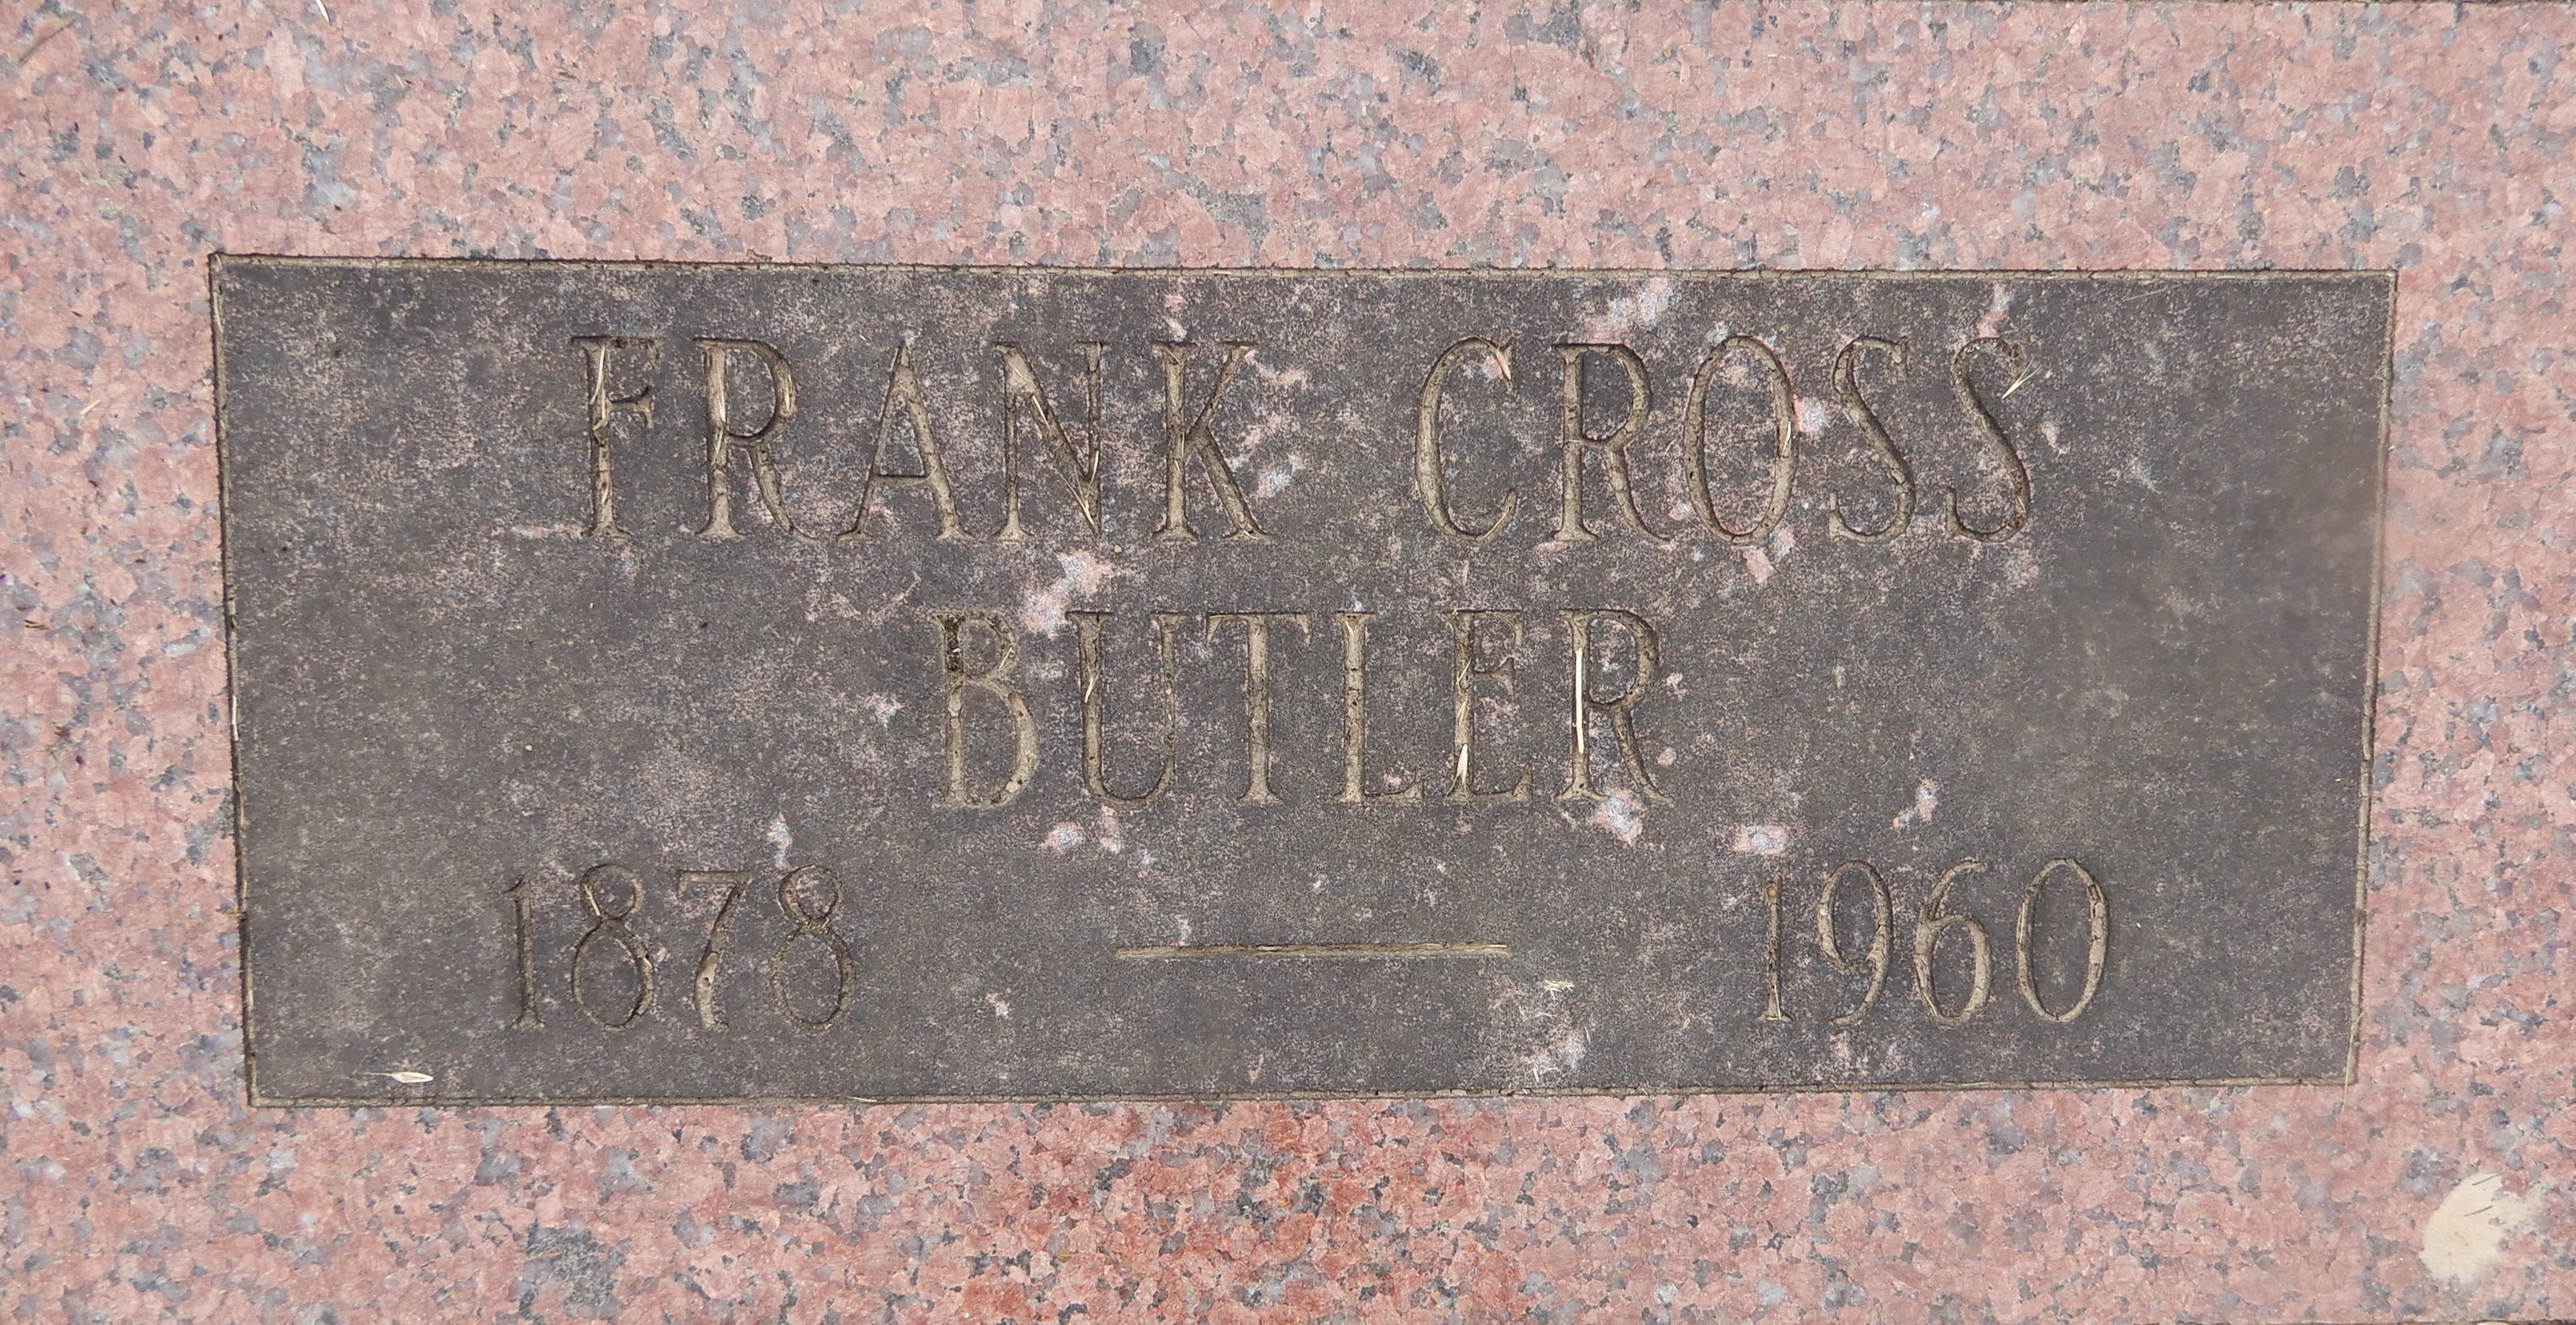 FRANK CROSS
BUTLER
1878 — 1960